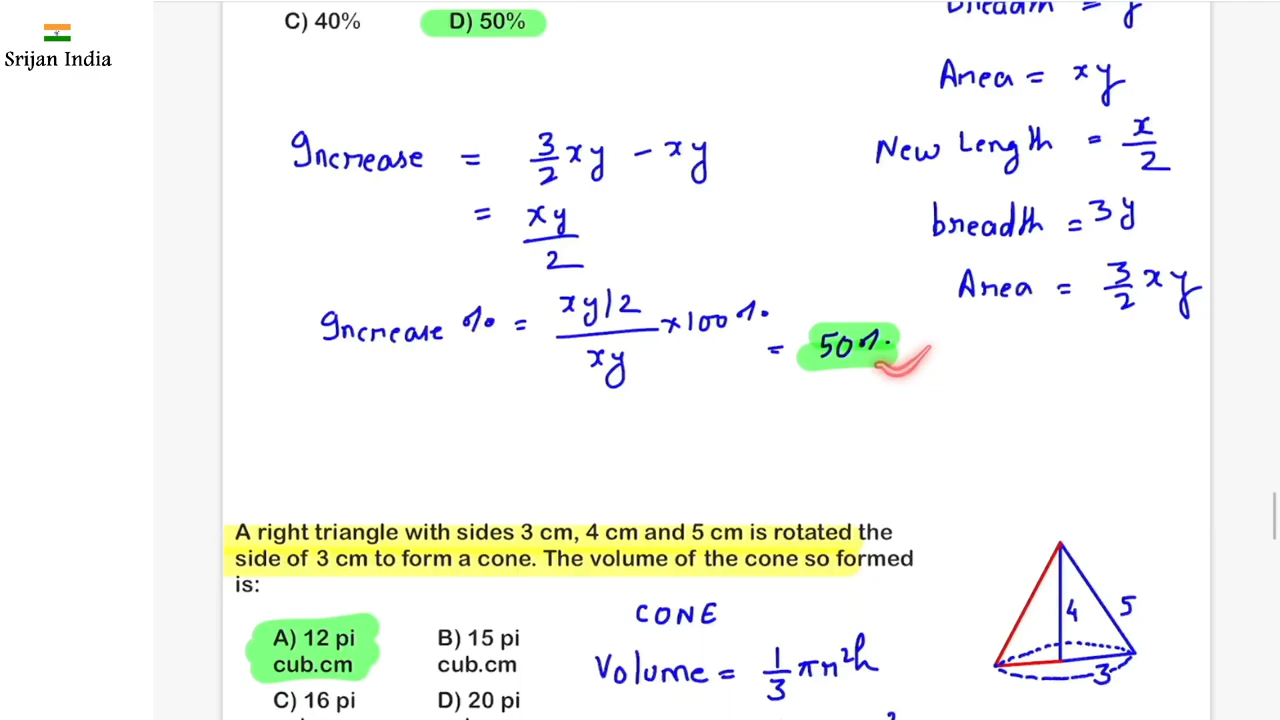 C) 40%
D) 50%
Srijan India
= y
Area = xy
New Length = x/2
breadth = 3y
Area = 3/2 xy
Increase = 3/2 xy - xy
= xy/2
Increase % = xy/2 / xy × 100 %
= 50%.
A right triangle with sides 3 cm, 4 cm and 5 cm is rotated the
side of 3 cm to form a cone. The volume of the cone so formed
is:
A) 12 pi
cub.cm
B) 15 pi
cub.cm
C) 16 pi
D) 20 pi
CONE
Volume = 1/3 πr²h
4
5
3